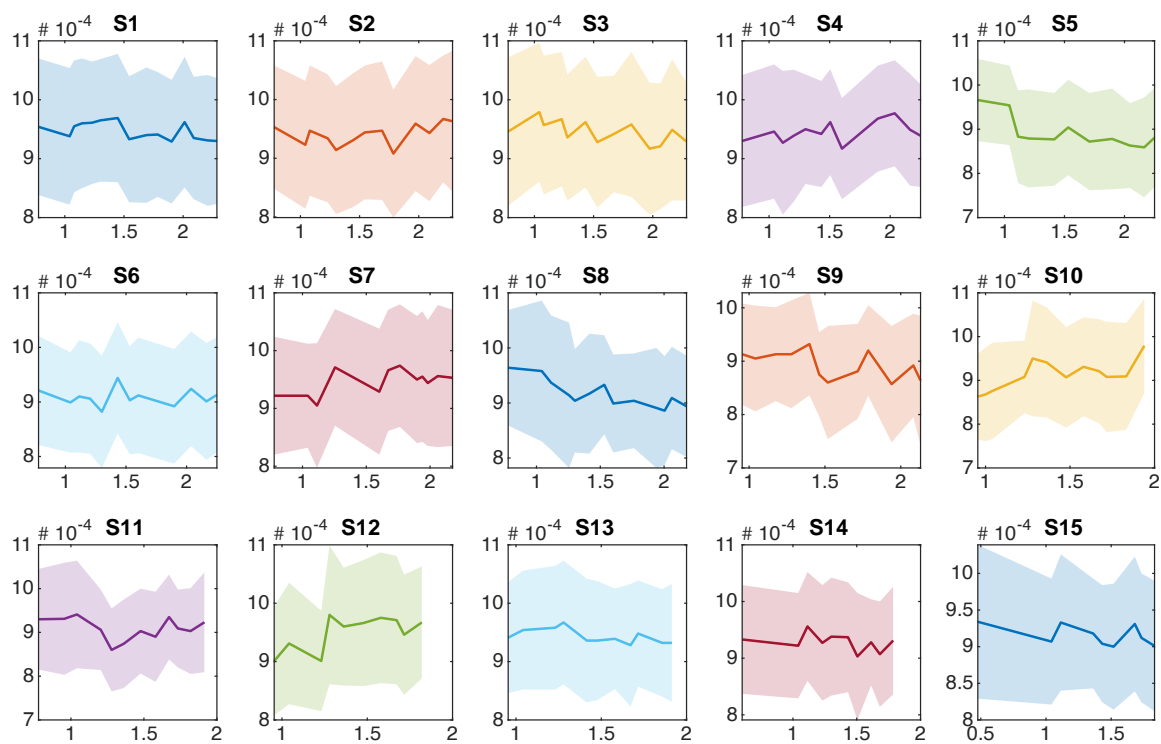 # 10^-4 S1 # 10^-4 S2 # 10^-4 S3 # 10^-4 S4 # 10^-4 S5
11 11 11 11 11
10 10 10 10 10
9 9 9 9 9
8
8 8 8 8 7
1 1.5 2 1 1.5 2 1 1.5 2 1 1.5 2 1 1.5 2
# 10^-4 S6 # 10^-4 S7 # 10^-4 S8 # 10^-4 S9 # 10^-4 S10
11 11 11 10 11
10 10 10 9 10
9 9 9 8 9
8 8 8 7 8
7
1 1.5 2 1 1.5 2 1 1.5 2 1 1.5 2 1 1.5 2
# 10^-4 S11 # 10^-4 S12 # 10^-4 S13 # 10^-4 S14 # 10^-4 S15
11 11 11 11 10
10 10 10 10 9.5
9 9 9 9 9
8 8.5
7 8 8 8 8
1 1.5 2 1 1.5 2 1 1.5 2 1 1.5 2 0.5 1 1.5